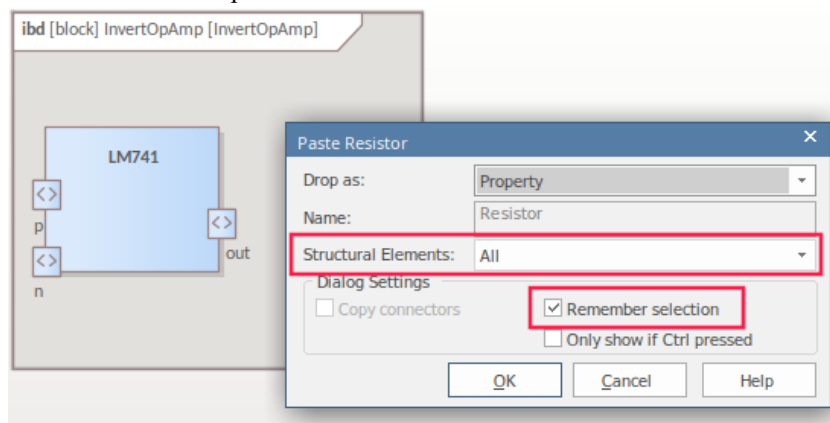 ibd [block] InvertOpAmp [InvertOpAmp]
LM741
p
out
n
Paste Resistor
Drop as: Property
Name: Resistor
Structural Elements: All
Dialog Settings
Copy connectors Remember selection
Only show if Ctrl pressed
OK Cancel Help